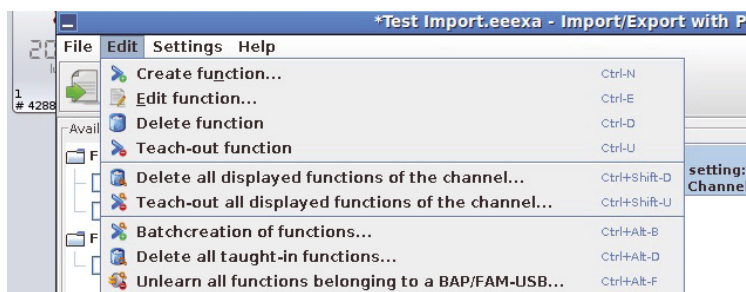 *Test Import.eeexa - Import/Export with P
File Edit Settings Help
Create function... Ctrl-N
1
# 4288
Edit function... Ctrl-E
Delete function Ctrl-D
Avail
Teach-out function Ctrl-U
F
Delete all displayed functions of the channel... Ctrl+Shift-D
setting:
Teach-out all displayed functions of the channel... Ctrl+Shift-U
Channel
Batchcreation of functions... Ctrl+Alt-B
F
Delete all taught-in functions... Ctrl+Alt-D
Unlearn all functions belonging to a BAP/FAM-USB... Ctrl+Alt-F